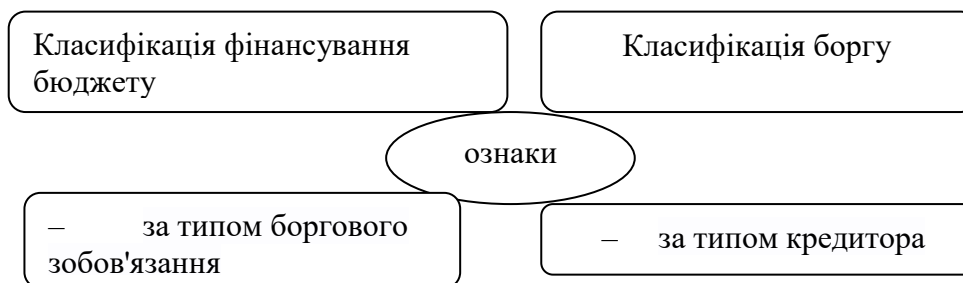 Класифікація фінансування
бюджету
Класифікація боргу
ознаки
– за типом боргового
зобов'язання
– за типом кредитора